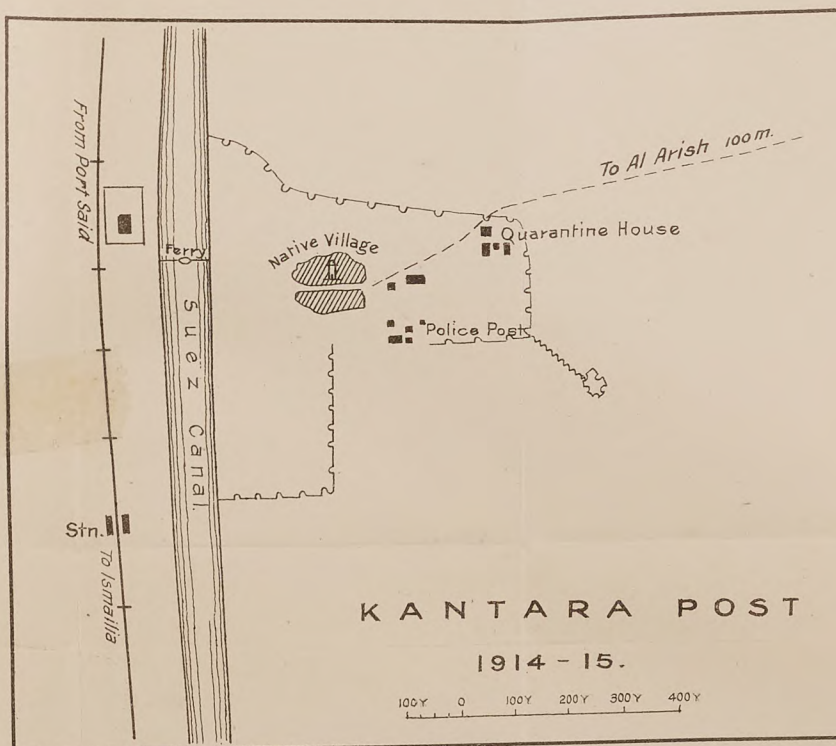 From Port Said
To Al Arish 100m.
Quarantine House
Native Village
Ferry
Police Post
Suez Canal.
Stn.
To Ismailia
KANTARA POST
1914-15.
100Y 0 100Y 200Y 300Y 400Y